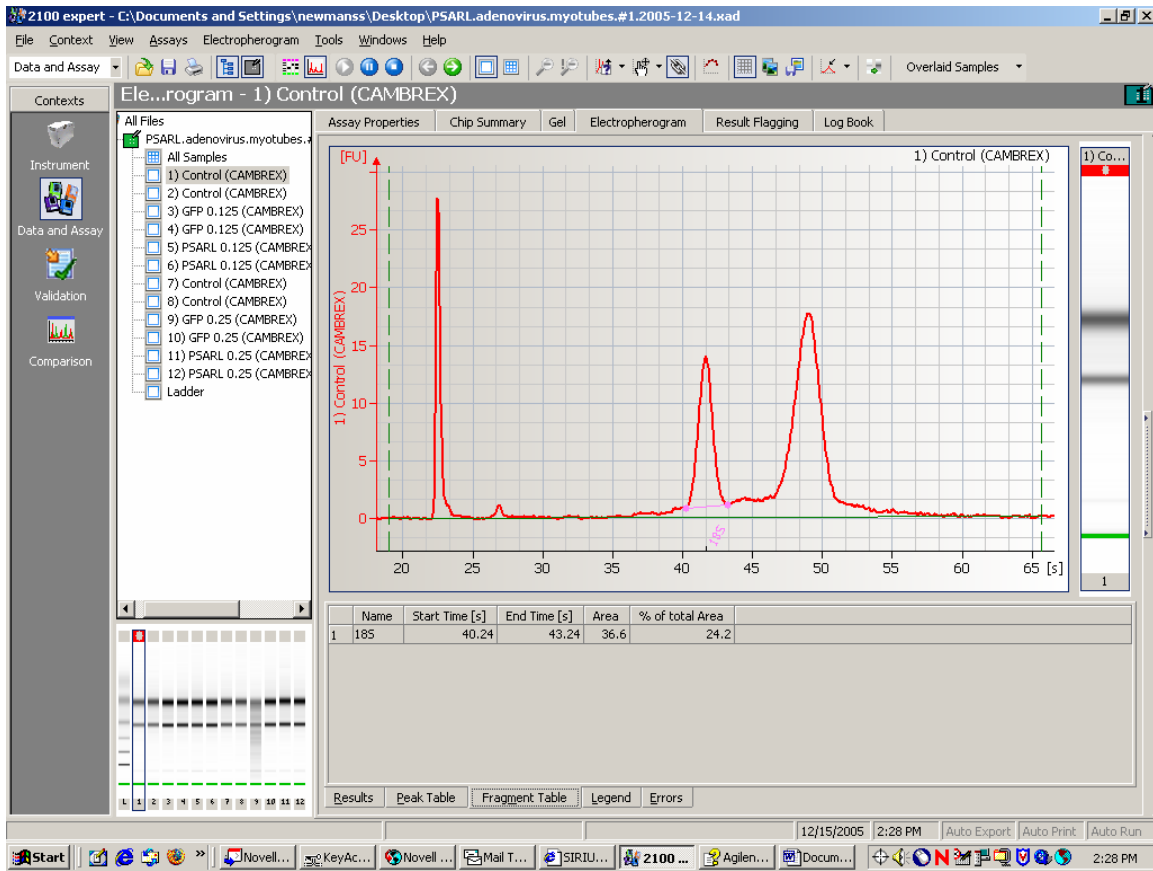 2100 expert - C:\Documents and Settings\newmanss\Desktop\PSARL.adenovirus.myotubes.#1.2005-12-14.xad
File Context View Assays Electropherogram Tools Windows Help
Data and Assay
Overlaid Samples
Contexts
Ele...rogram - 1) Control (CAMBREX)
Instrument
Data and Assay
Validation
Comparison
All Files
PSARL.adenovirus.myotubes.#
All Samples
1) Control (CAMBREX)
2) Control (CAMBREX)
3) GFP 0.125 (CAMBREX)
4) GFP 0.125 (CAMBREX)
5) PSARL 0.125 (CAMBREX
6) PSARL 0.125 (CAMBREX
7) Control (CAMBREX)
8) Control (CAMBREX)
9) GFP 0.25 (CAMBREX)
10) GFP 0.25 (CAMBREX)
11) PSARL 0.25 (CAMBREX
12) PSARL 0.25 (CAMBREX
Ladder
L 1 2 3 4 5 6 7 8 9 10 11 12
Assay Properties Chip Summary Gel Electropherogram Result Flagging Log Book
[FU]
1) Control (CAMBREX)
1) Control (CAMBREX)
25
20
15
10
5
0
18S
20 25 30 35 40 45 50 55 60 65 [s]
1) Co...
1
Name Start Time [s] End Time [s] Area % of total Area
1 18S 40.24 43.24 36.6 24.2
Results Peak Table Fragment Table Legend Errors
12/15/2005 2:28 PM Auto Export Auto Print Auto Run
Start » Novell... KeyAc... Novell ... Mail T... SIRIU... 2100 ... Agilen... Docum... 2:28 PM